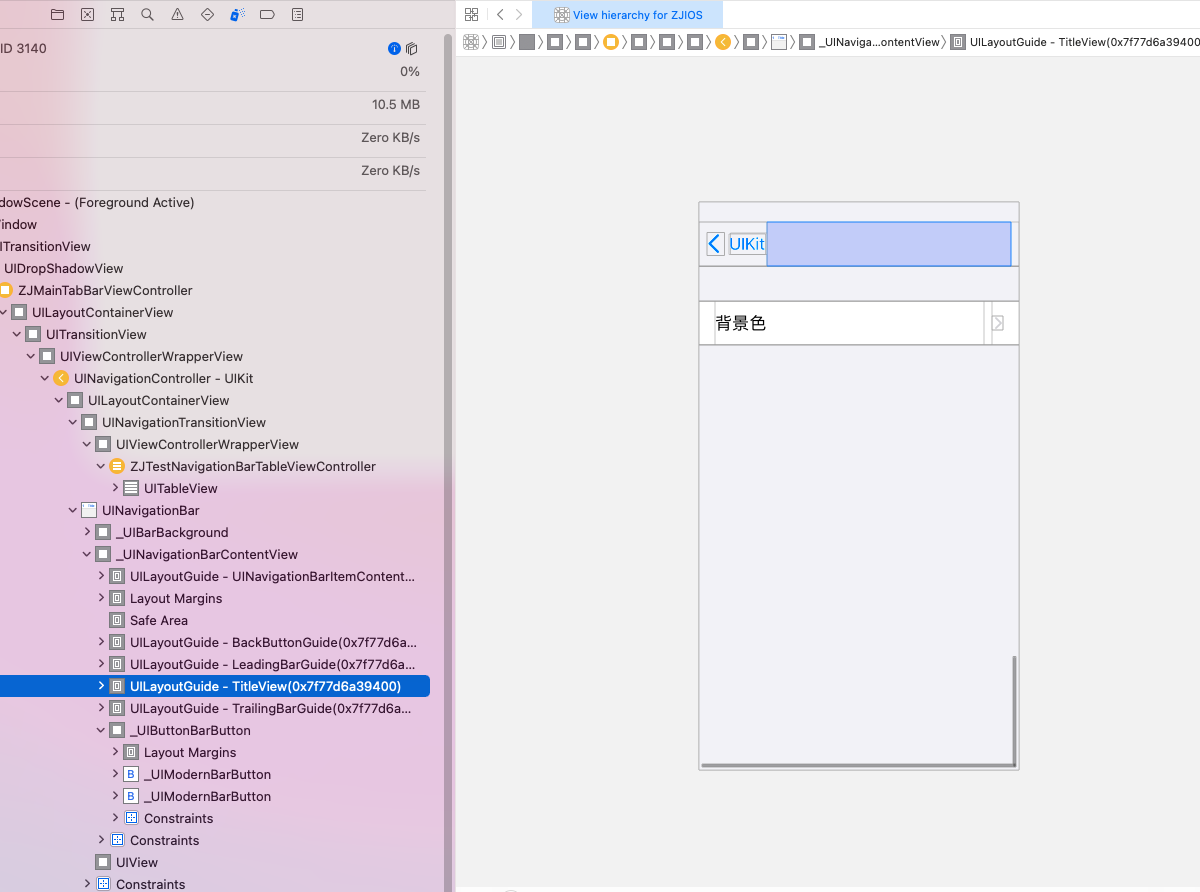 View hierarchy for ZJIOS
_UINaviga...ontentView
UILayoutGuide - TitleView(0x7f77d6a39400
ID 3140
0%
10.5 MB
Zero KB/s
Zero KB/s
dowScene - (Foreground Active)
indow
ITransitionView
UIDropShadowView
ZJMainTabBarViewController
UILayoutContainerView
UITransitionView
UIViewControllerWrapperView
UINavigationController - UIKit
UILayoutContainerView
UINavigationTransitionView
UIViewControllerWrapperView
ZJTestNavigationBarTableViewController
UITableView
UINavigationBar
_UIBarBackground
_UINavigationBarContentView
UILayoutGuide - UINavigationBarItemContent...
Layout Margins
Safe Area
UILayoutGuide - BackButtonGuide(0x7f77d6a...
UILayoutGuide - LeadingBarGuide(0x7f77d6a...
UILayoutGuide - TitleView(0x7f77d6a39400)
UILayoutGuide - TrailingBarGuide(0x7f77d6a...
_UIButtonBarButton
Layout Margins
B _UIModernBarButton
B _UIModernBarButton
Constraints
Constraints
UIView
Constraints
UIKit
背景色